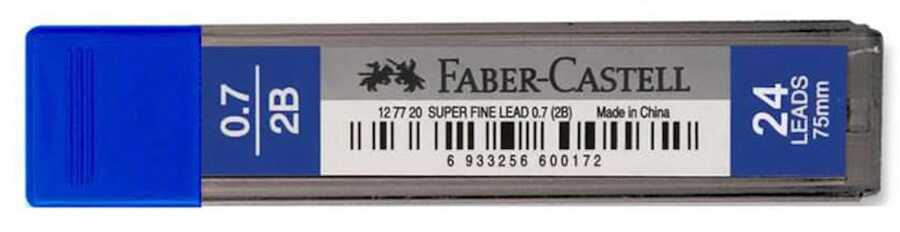 0.7
2B
FABER-CASTELL
12 77 20 SUPER FINE LEAD 0.7 (2B) Made in China
6 933256 600172
24
LEADS
75mm